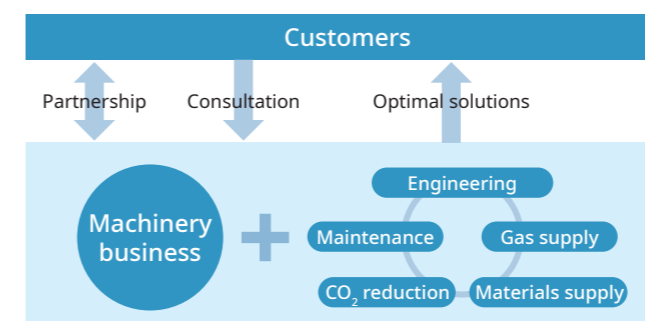 Customers
Partnership
Consultation
Optimal solutions
Machinery
business
+
Engineering
Maintenance
Gas supply
CO₂ reduction
Materials supply